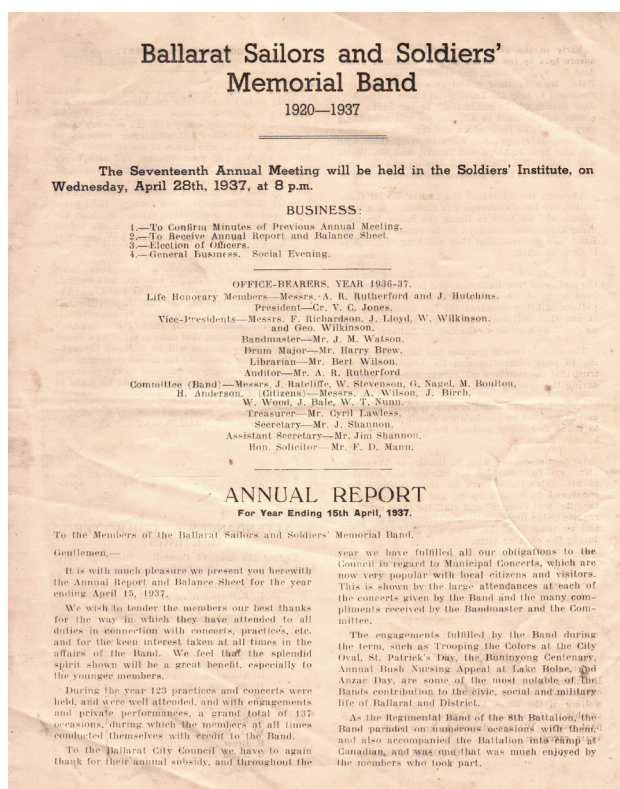 Ballarat Sailors and Soldiers'
Memorial Band
1920—1937
The Seventeenth Annual Meeting will be held in the Soldiers' Institute, on
Wednesday, April 28th, 1937, at 8 p.m.
BUSINESS:
1.—To Confirm Minutes of Previous Annual Meeting.
2.—To Receive Annual Report and Balance Sheet.
3.—Election of Officers.
4.—General Business. Social Evening.
OFFICE-BEARERS, YEAR 1936-37.
Life Honorary Members—Messrs. A. R. Rutherford and J. Hutchins.
President—Cr. V. C. Jones.
Vice-Presidents—Messrs. F. Richardson, J. Lloyd, W. Wilkinson.
and Geo. Wilkinson.
Bandmaster—Mr. J. M. Watson.
Drum Major—Mr. Harry Brew.
Librarian—Mr. Bert Wilson.
Auditor—Mr. A. R. Rutherford
Committee (Band)—Messrs. J. Ratcliffe, W. Stevenson, G. Nagel, M. Boulton,
H. Anderson. (Citizens)—Messrs. A. Wilson, J. Birch.
W. Wood, J. Bale, W. T. Nunn.
Treasurer—Mr. Cyril Lawless.
Secretary—Mr. J. Shannon.
Assistant Secretary—Mr. Jim Shannon.
Hon. Solicitor—Mr. F. D. Mann.
ANNUAL REPORT
For Year Ending 15th April, 1937.
To the Members of the Ballarat Sailors and Soldiers' Memorial Band.
Gentlemen,—
It is with much pleasure we present you herewith
the Annual Report and Balance Sheet for the year
ending April 15, 1937.
We wish to tender the members our best thanks
for the way in which they have attended to all
duties in connection with concerts, practices, etc.
and for the keen interest taken at all times in the
affairs of the Band. We feel that the splendid
spirit shown will be a great benefit, especially to
the younger members.
During the year 123 practices and concerts were
held, and were well attended, and with engagements
and private performances, a grand total of 137
occasions, during which the members at all times
conducted themselves with credit to the Band.
To the Ballarat City Council we have to again
thank for their annual subsidy, and throughout the
year we have fulfilled all our obligations to the
Council in regard to Municipal Concerts, which are
now very popular with local citizens and visitors.
This is shown by the large attendances at each of
the concerts given by the Band and the many com-
pliments received by the Bandmaster and the Com-
mittee.
The engagements fulfilled by the Band during
the term, such as Trooping the Colors at the City
Oval, St. Patrick's Day, the Buninyong Centenary,
Annual Bush Nursing Appeal at Lake Bolac, and
Anzac Day, are some of the most notable of the
Bands contribution to the civic, social and military
life of Ballarat and District.
As the Regimental Band of the 8th Battalion, the
Band paraded on numerous occasions with them,
and also accompanied the Battalion into camp at
Canadian, and was one that was much enjoyed by
the members who took part.